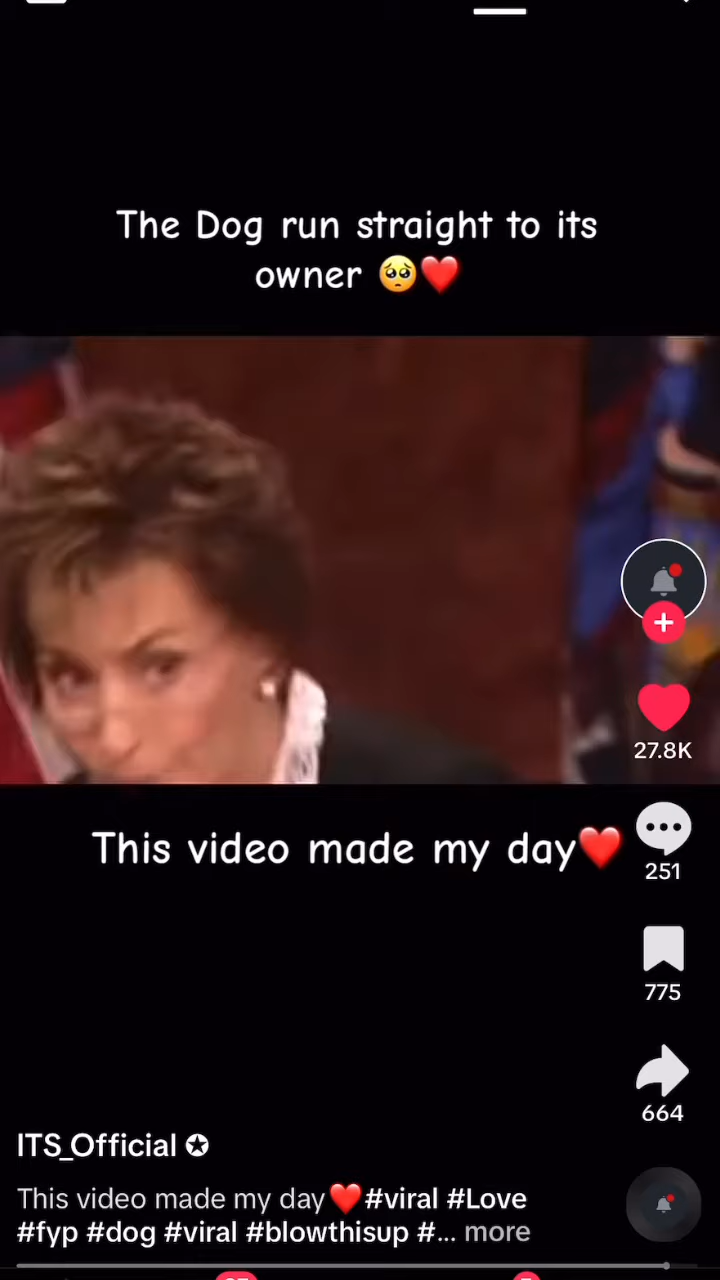 The Dog run straight to its
owner 🥺❤️
27.8K
This video made my day❤️
251
775
664
ITS_Official ✪
This video made my day❤️#viral #Love
#fyp #dog #viral #blowthisup #... more